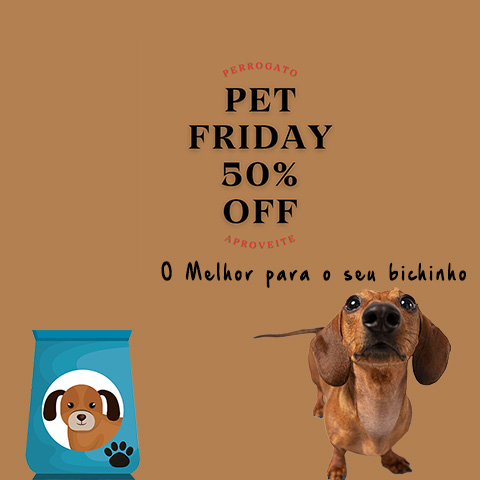 PERROGATO
PET
FRIDAY
50%
OFF
APROVEITE
O Melhor para o seu bichinho